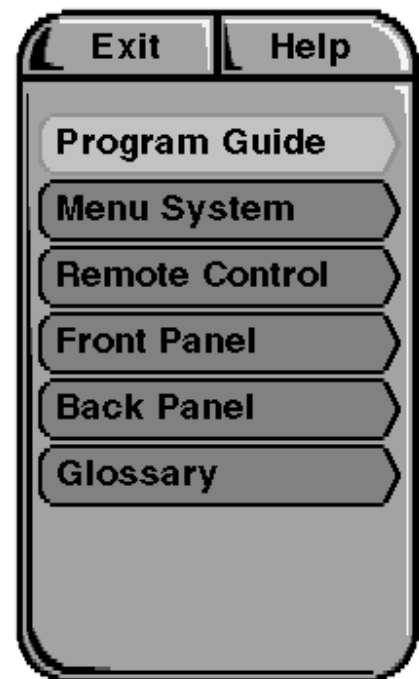 Exit Help
Program Guide
Menu System
Remote Control
Front Panel
Back Panel
Glossary